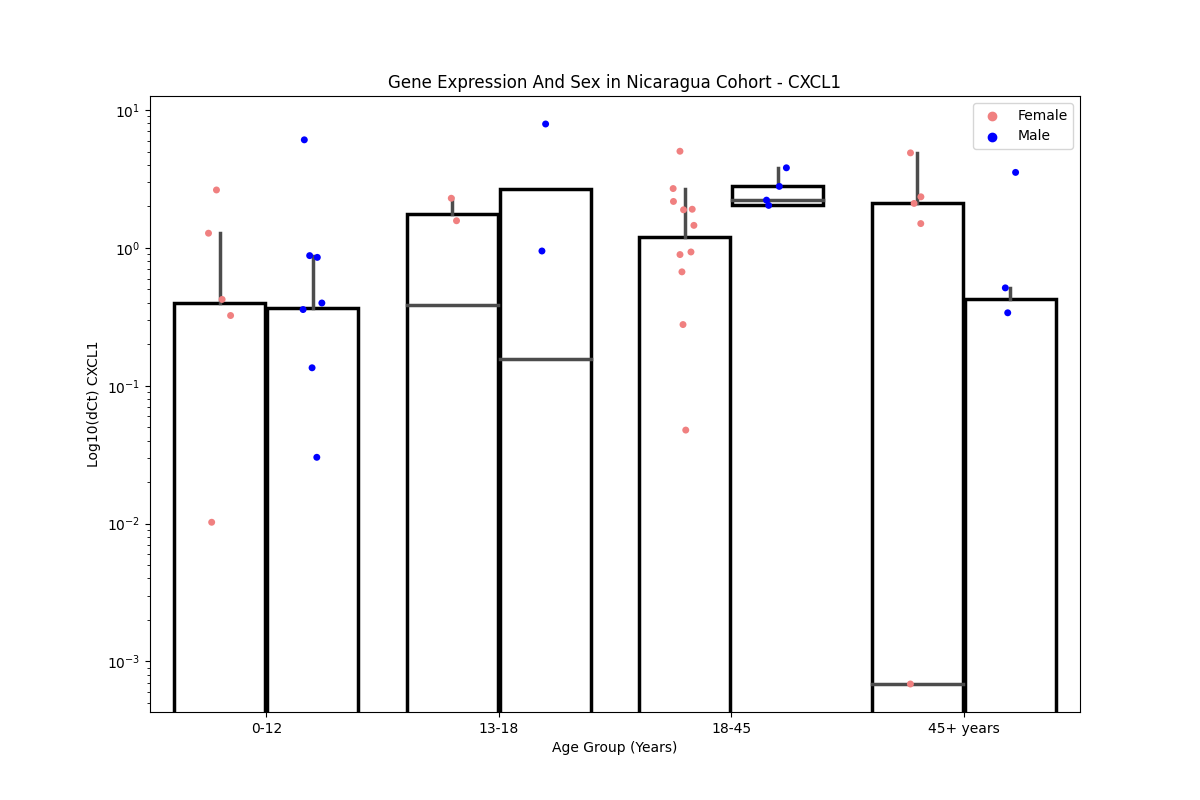 Gene Expression And Sex in Nicaragua Cohort - CXCL1
Female
Male
10¹
10⁰
10⁻¹
10⁻²
10⁻³
Log10(dCt) CXCL1
0-12
13-18
18-45
45+ years
Age Group (Years)